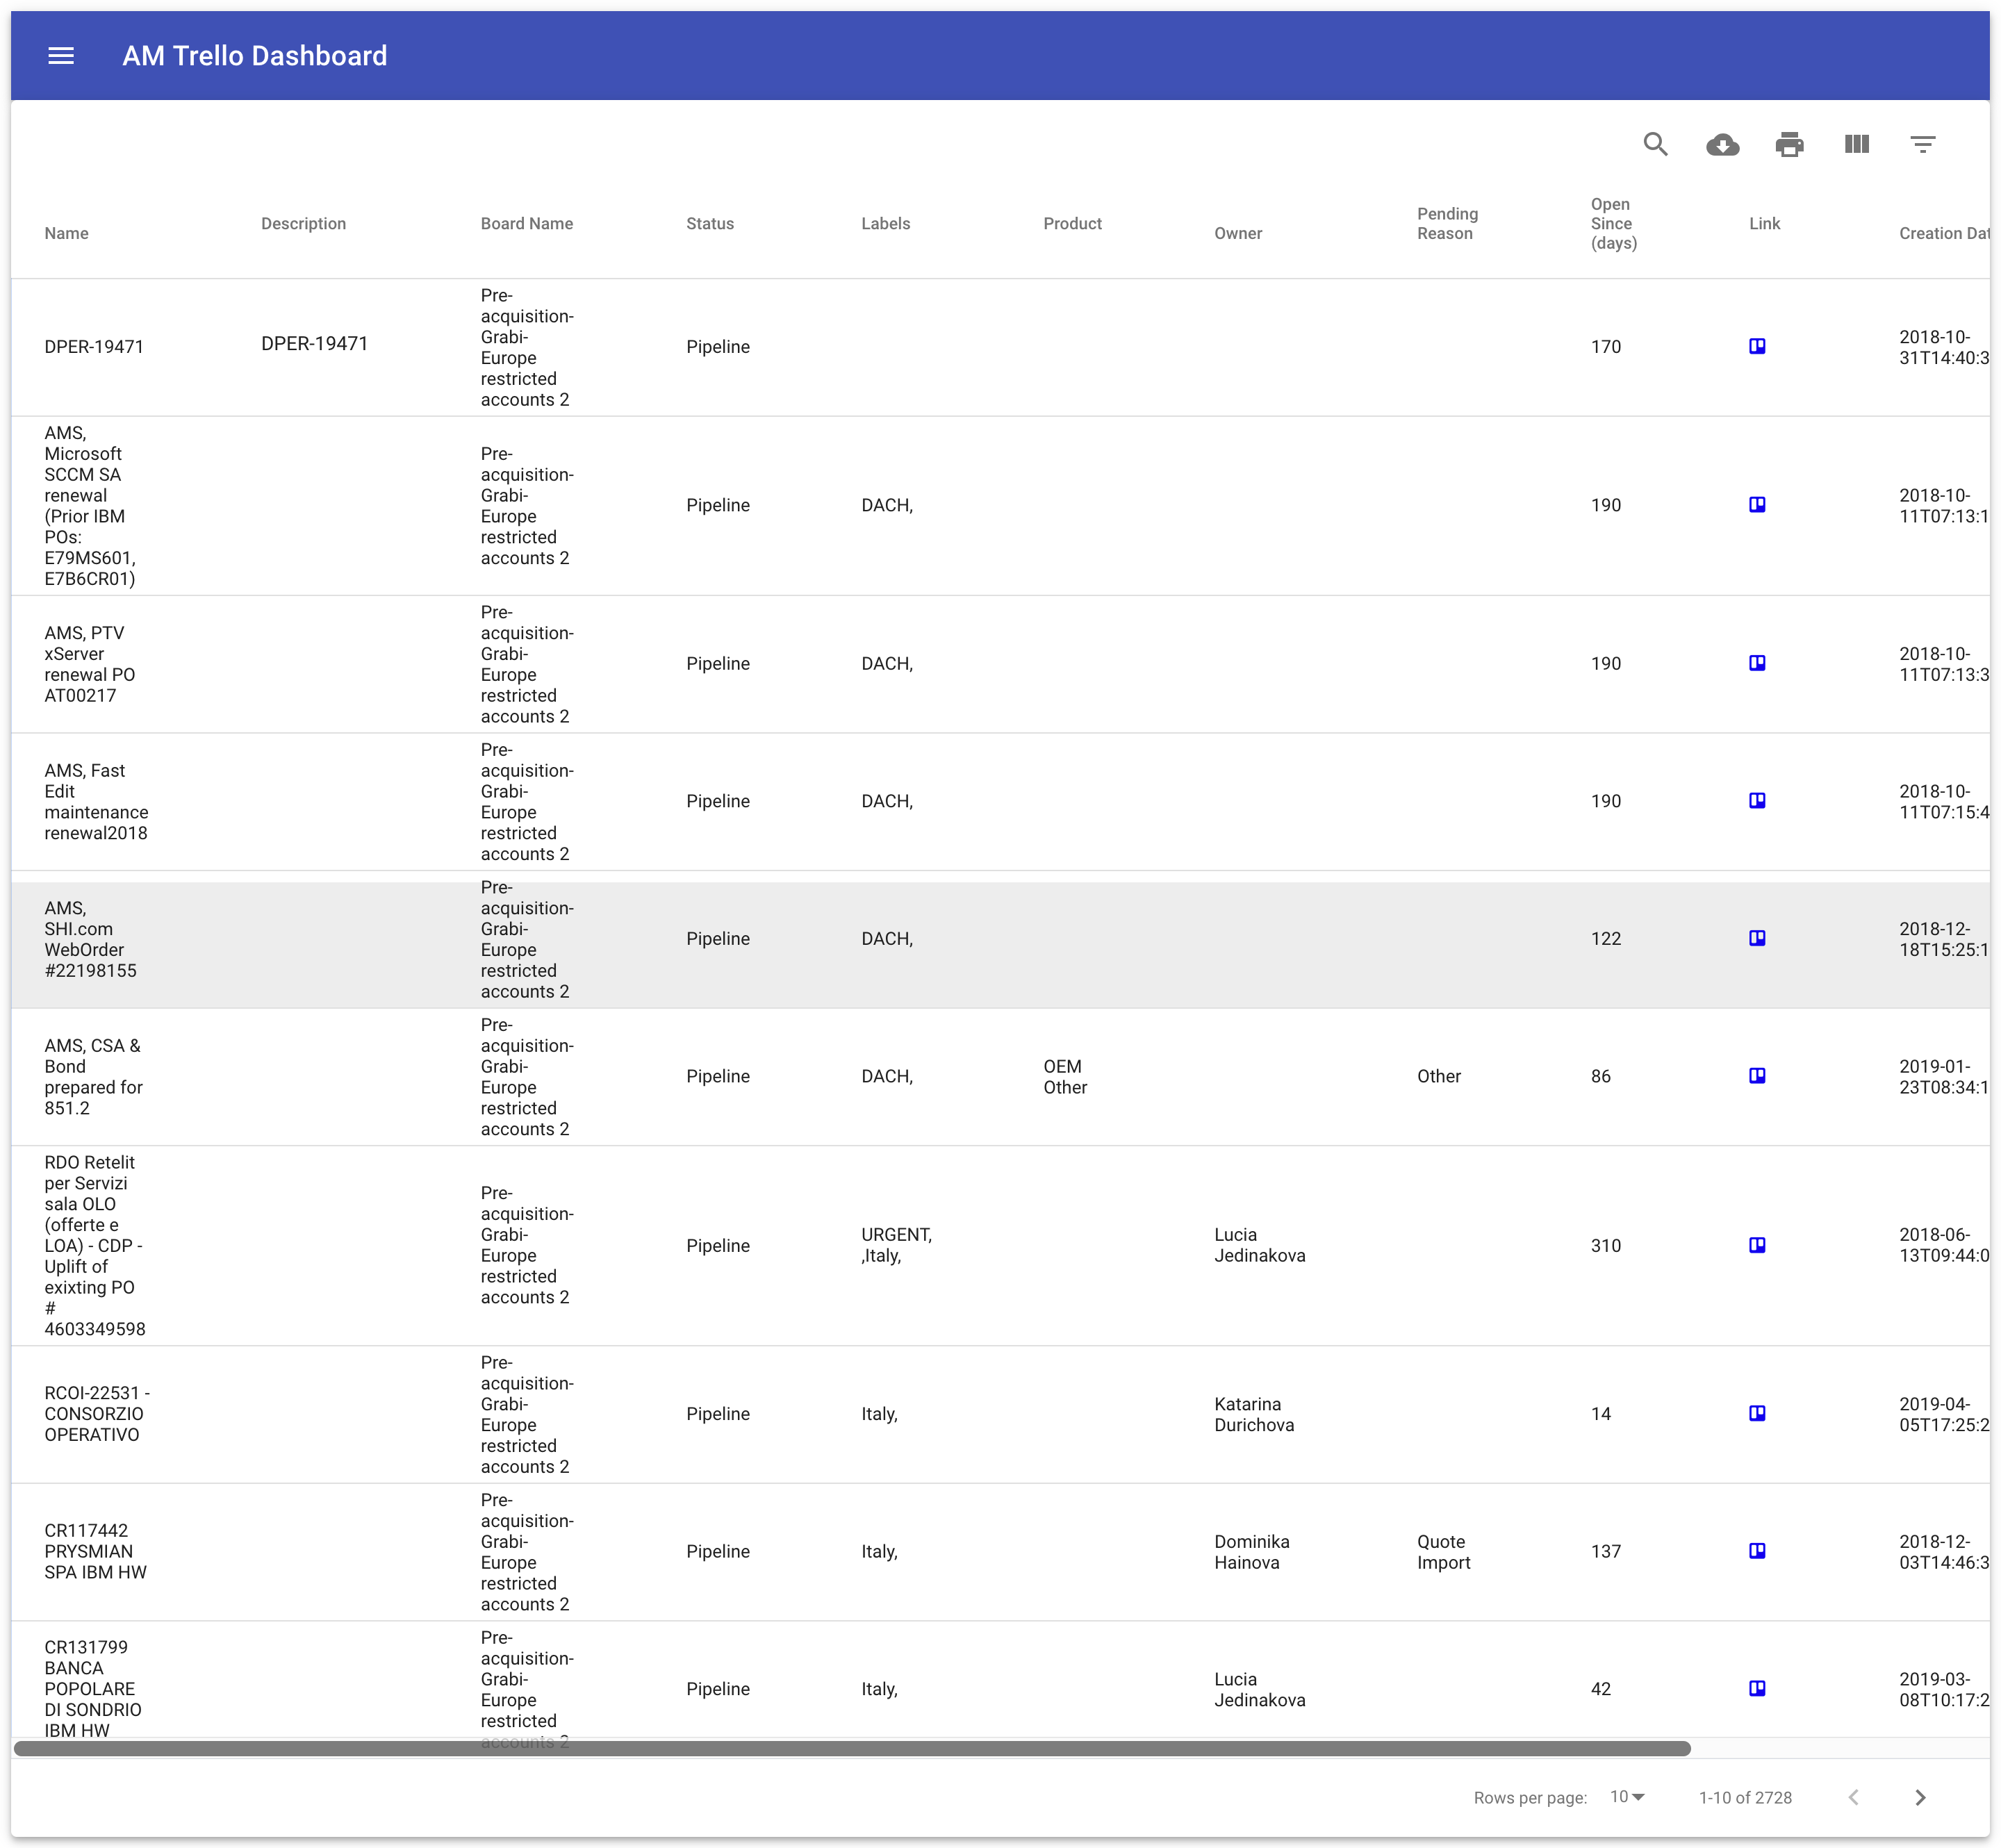 AM Trello Dashboard
Name
Description
Board Name
Status
Labels
Product
Owner
Pending
Reason
Open
Since
(days)
Link
Creation Dat
DPER-19471
DPER-19471
Pre-
acquisition-
Grabi-
Europe
restricted
accounts 2
Pipeline
170
2018-10-
31T14:40:3
AMS,
Microsoft
SCCM SA
renewal
(Prior IBM
POs:
E79MS601,
E7B6CR01)
Pre-
acquisition-
Grabi-
Europe
restricted
accounts 2
Pipeline
DACH,
190
2018-10-
11T07:13:1
AMS, PTV
xServer
renewal PO
AT00217
Pre-
acquisition-
Grabi-
Europe
restricted
accounts 2
Pipeline
DACH,
190
2018-10-
11T07:13:3
AMS, Fast
Edit
maintenance
renewal2018
Pre-
acquisition-
Grabi-
Europe
restricted
accounts 2
Pipeline
DACH,
190
2018-10-
11T07:15:4
AMS,
SHI.com
WebOrder
#22198155
Pre-
acquisition-
Grabi-
Europe
restricted
accounts 2
Pipeline
DACH,
122
2018-12-
18T15:25:1
AMS, CSA &
Bond
prepared for
851.2
Pre-
acquisition-
Grabi-
Europe
restricted
accounts 2
Pipeline
DACH,
OEM
Other
Other
86
2019-01-
23T08:34:1
RDO Retelit
per Servizi
sala OLO
(offerte e
LOA) - CDP -
Uplift of
exixting PO
#
4603349598
Pre-
acquisition-
Grabi-
Europe
restricted
accounts 2
Pipeline
URGENT,
,Italy,
Lucia
Jedinakova
310
2018-06-
13T09:44:0
RCOI-22531 -
CONSORZIO
OPERATIVO
Pre-
acquisition-
Grabi-
Europe
restricted
accounts 2
Pipeline
Italy,
Katarina
Durichova
14
2019-04-
05T17:25:2
CR117442
PRYSMIAN
SPA IBM HW
Pre-
acquisition-
Grabi-
Europe
restricted
accounts 2
Pipeline
Italy,
Dominika
Hainova
Quote
Import
137
2018-12-
03T14:46:3
CR131799
BANCA
POPOLARE
DI SONDRIO
IBM HW
Pre-
acquisition-
Grabi-
Europe
restricted
accounts 2
Pipeline
Italy,
Lucia
Jedinakova
42
2019-03-
08T10:17:2
Rows per page:
10
1-10 of 2728